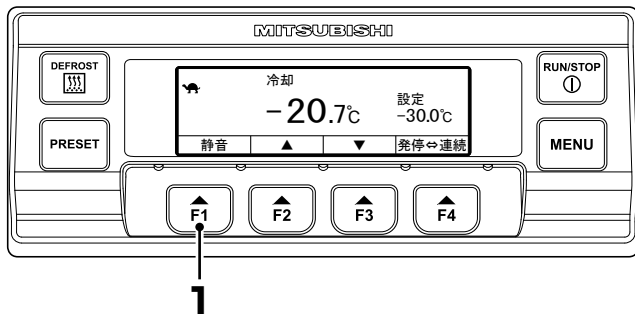 MITSUBISHI
DEFROST
PRESET
冷却
-20.7℃
設定
-30.0℃
静音 ▲ ▼ 発停⇔連続
RUN/STOP
MENU
F1 F2 F3 F4
1